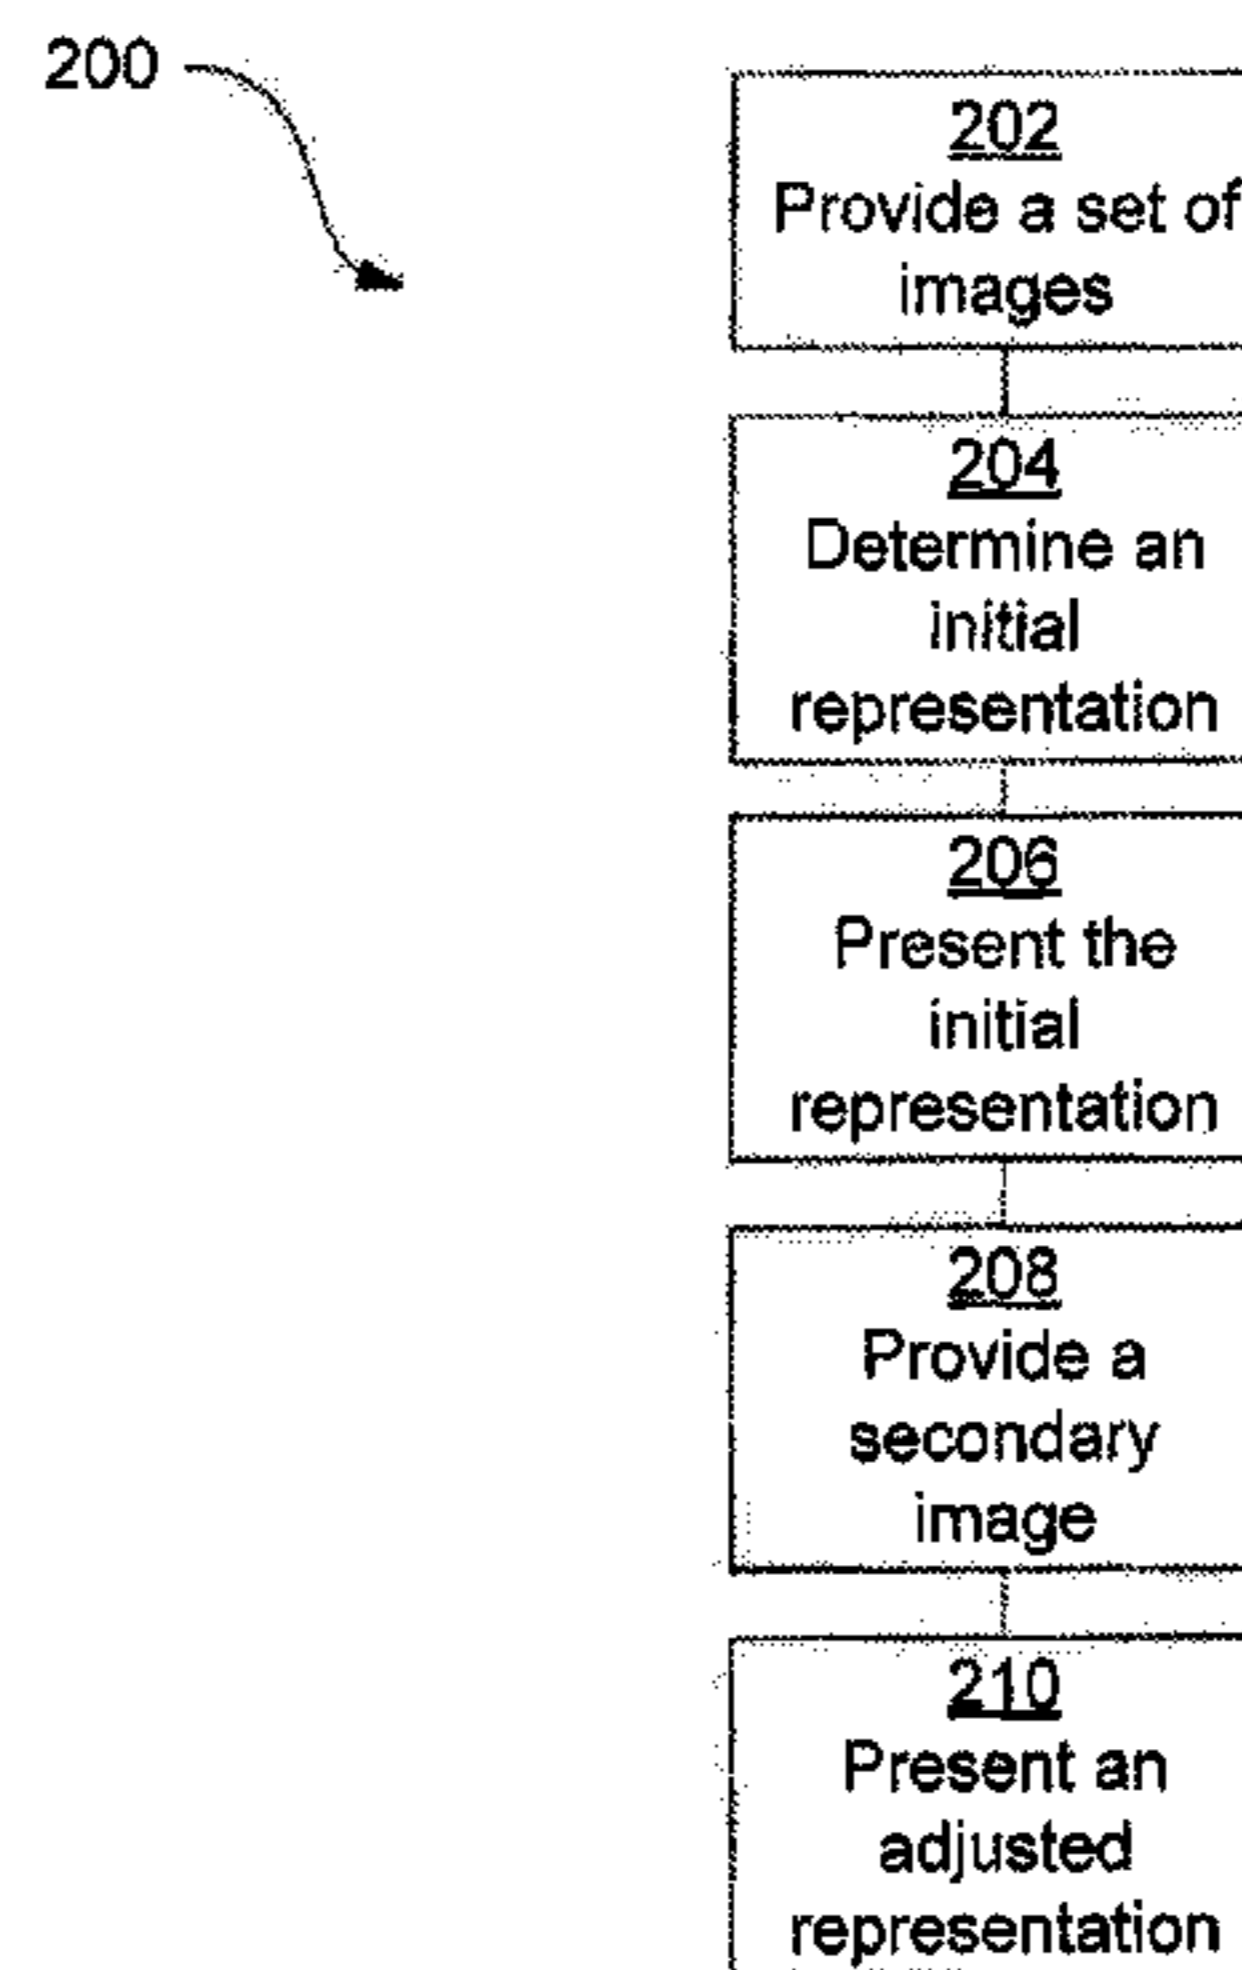 200
202
Provide a set of
images
204
Determine an
initial
representation
206
Present the
initial
representation
208
Provide a
secondary
image
210
Present an
adjusted
representation